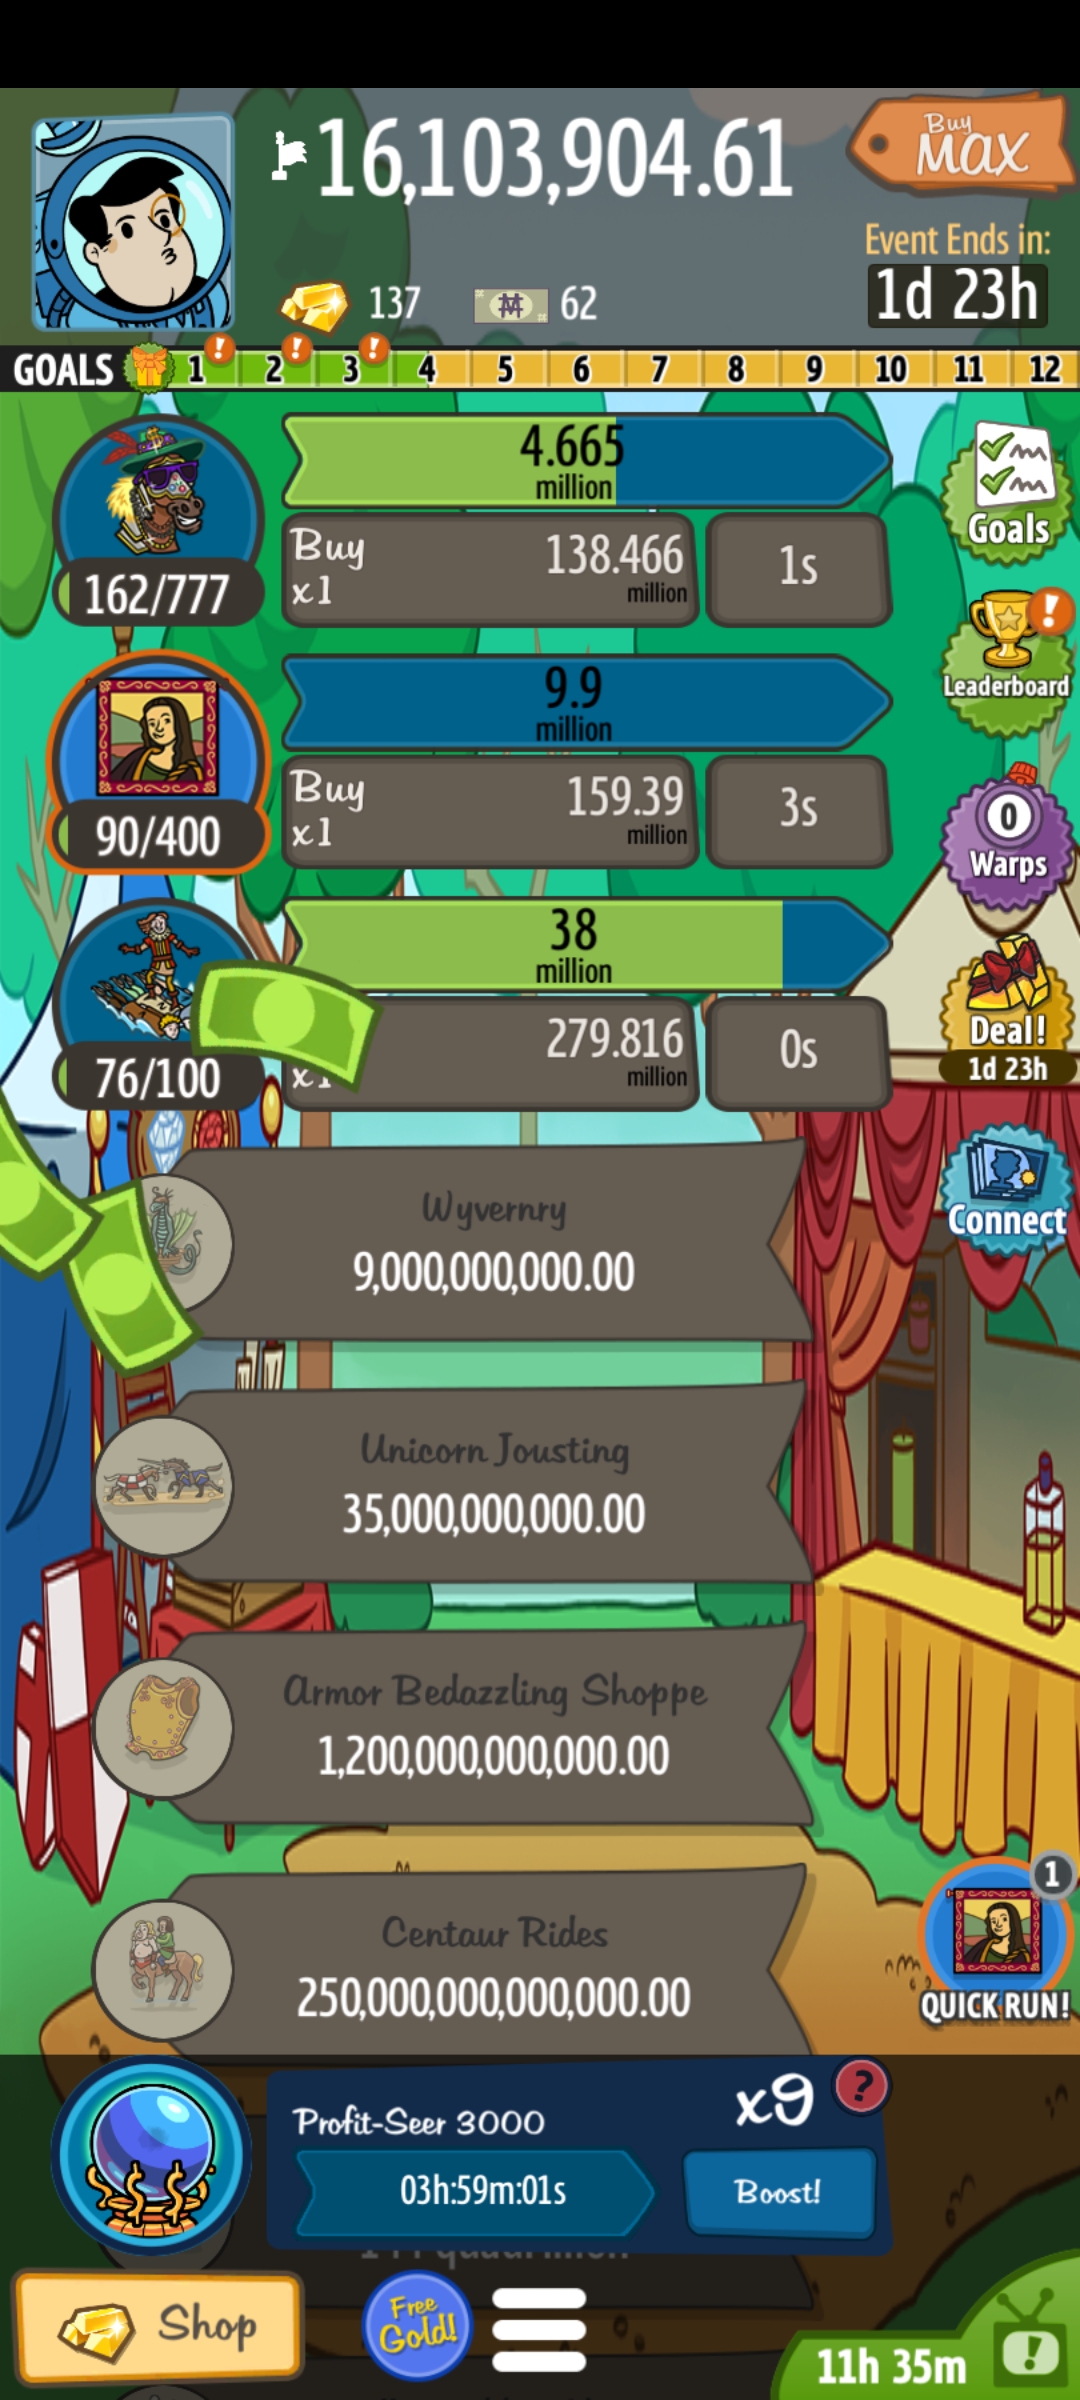 16,103,904.61
Buy
MAX
Event Ends in:
137
62
1d 23h
GOALS
1
!
2
!
3
!
4
5
6
7
8
9
10
11
12
4.665
million
Buy
x1
138.466
million
1s
162/777
Goals
!
Leaderboard
9.9
million
Buy
x1
159.39
million
3s
90/400
0
Warps
38
million
x1
279.816
million
0s
76/100
Deal!
1d 23h
Connect
Wyvernry
9,000,000,000.00
Unicorn Jousting
35,000,000,000.00
Armor Bedazzling Shoppe
1,200,000,000,000.00
Centaur Rides
250,000,000,000,000.00
1
QUICK RUN!
Profit-Seer 3000
x9
?
03h:59m:01s
Boost!
Shop
Free
Gold!
11h 35m
!